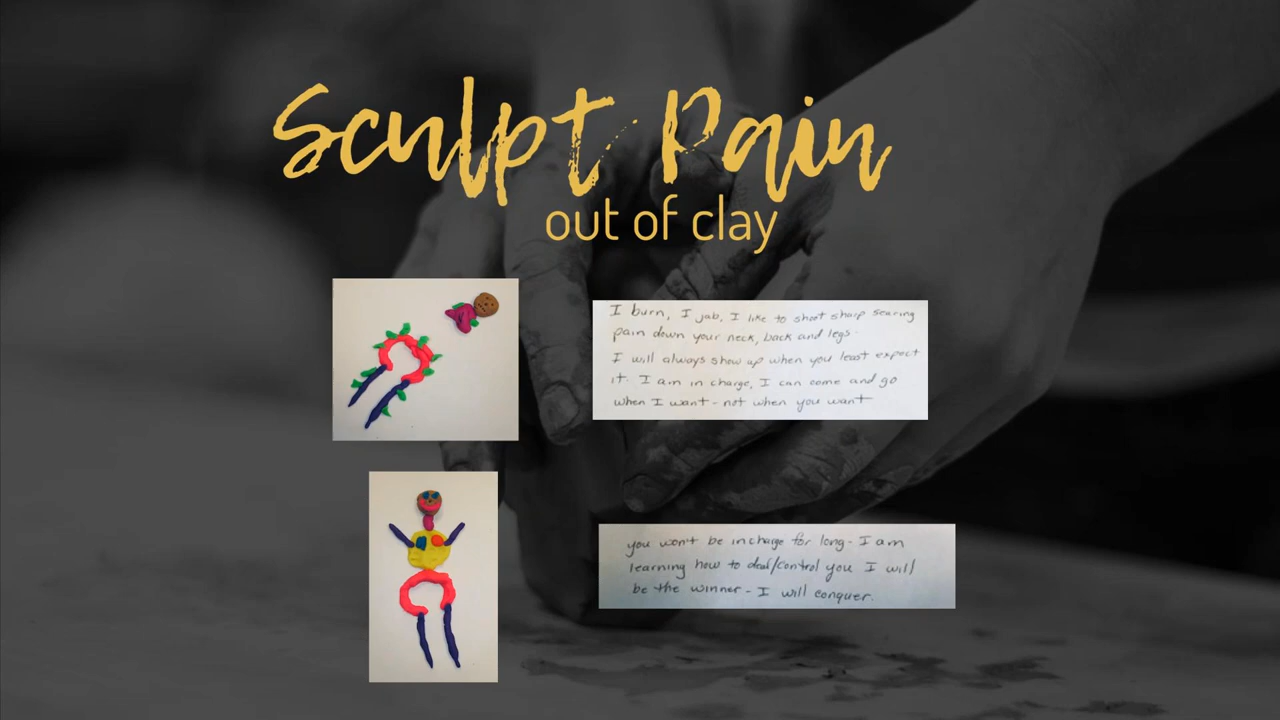 Sculpt Pain
out of clay
I burn, I jab, I like to shoot sharp searing
pain down your neck, back and legs.
I will always show up when you least expect
it. I am in charge, I can come and go
when I want - not when you want
you won't be incharge for long - I am
learning how to deal/control you I will
be the winner - I will conquer.